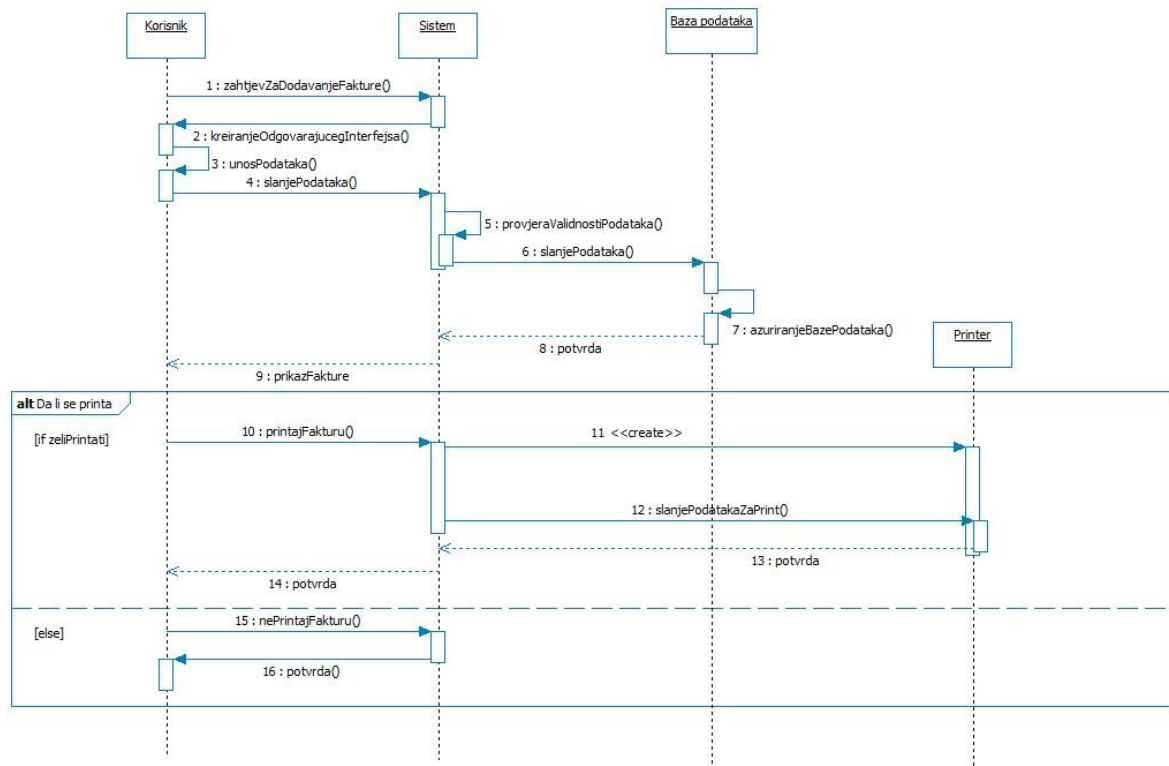 Korisnik
Sistem
Baza podataka
1 : zahtjevZaDodavanjeFakture()
2 : kreiranjeOdgovarajucegInterfejsa()
3 : unosPodataka()
4 : slanjePodataka()
5 : provjeraValidnostiPodataka()
6 : slanjePodataka()
7 : azuriranjeBazePodataka()
Printer
8 : potvrda
9 : prikazFakture
alt Da li se printa
[if zeliPrintati]
10 : printajFakturu()
11 <<create>>
12 : slanjePodatakaZaPrint()
13 : potvrda
14 : potvrda
[else]
15 : nePrintajFakturu()
16 : potvrda()